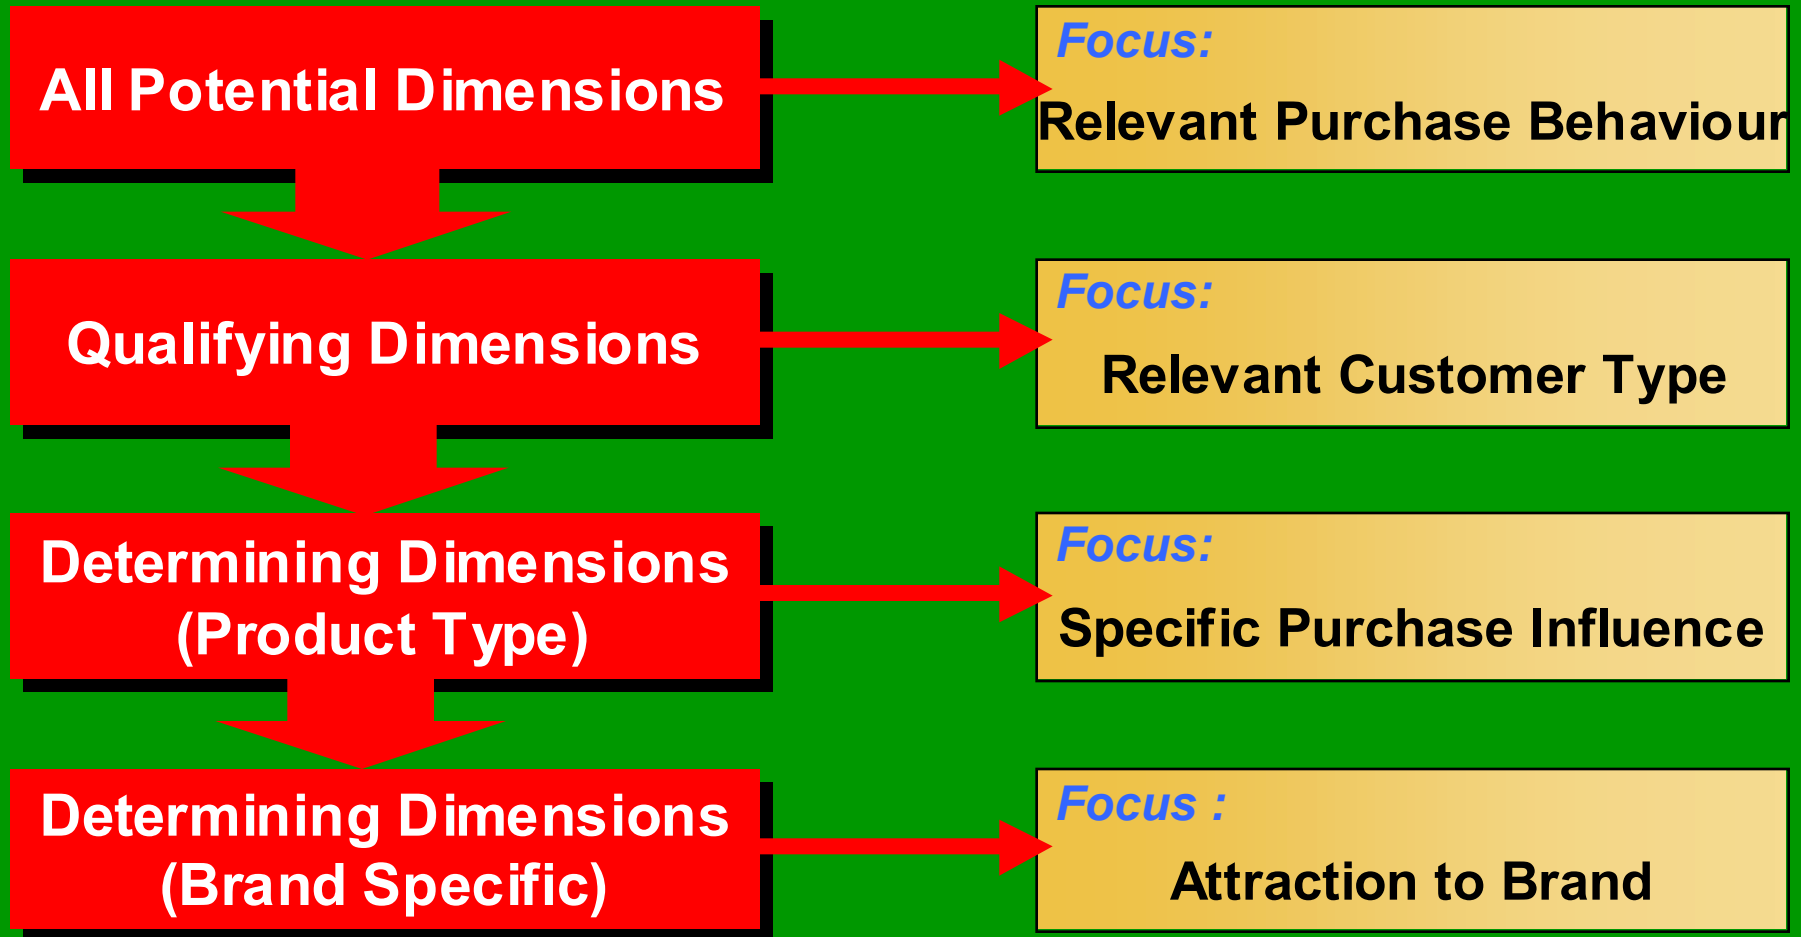 All Potential Dimensions
Focus:
Relevant Purchase Behaviour
Qualifying Dimensions
Focus:
Relevant Customer Type
Determining Dimensions
(Product Type)
Focus:
Specific Purchase Influence
Determining Dimensions
(Brand Specific)
Focus :
Attraction to Brand